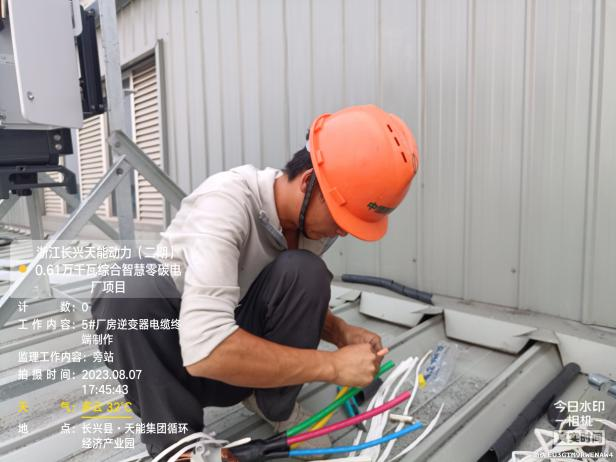 浙江长兴天能动力（二期）
0.61万千瓦综合智慧零碳电
厂项目
计 数：0
工作内容：5#厂房逆变器电缆终
端制作
监理工作内容：旁站
拍摄时间：2023.08.07
17:45:43
天 气：多云 32℃
地 点：长兴县·天能集团循环
经济产业园
今日水印
相机
真实时间